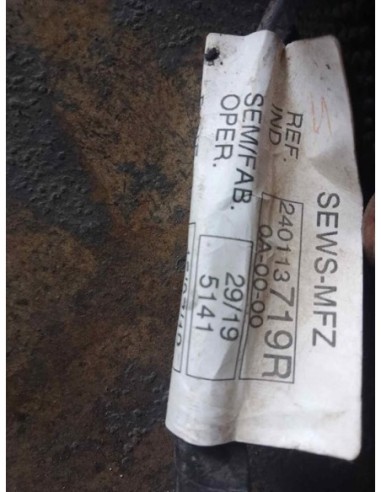 SEWS-MFZ
REF. 240113719R
IND 0A-00-00
SEM/FAB. 29/19
OPER. 5141